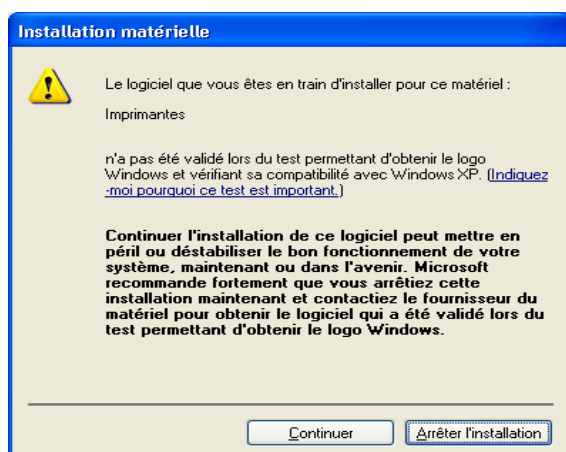 Installation matérielle
Le logiciel que vous êtes en train d'installer pour ce matériel :
Imprimantes
n'a pas été validé lors du test permettant d'obtenir le logo
Windows et vérifiant sa compatibilité avec Windows XP. (Indiquez
-moi pourquoi ce test est important.)
Continuer l'installation de ce logiciel peut mettre en
péril ou déstabiliser le bon fonctionnement de votre
système, maintenant ou dans l'avenir. Microsoft
recommande fortement que vous arrêtiez cette
installation maintenant et contactiez le fournisseur du
matériel pour obtenir le logiciel qui a été validé lors du
test permettant d'obtenir le logo Windows.
Continuer
Arrêter l'installation